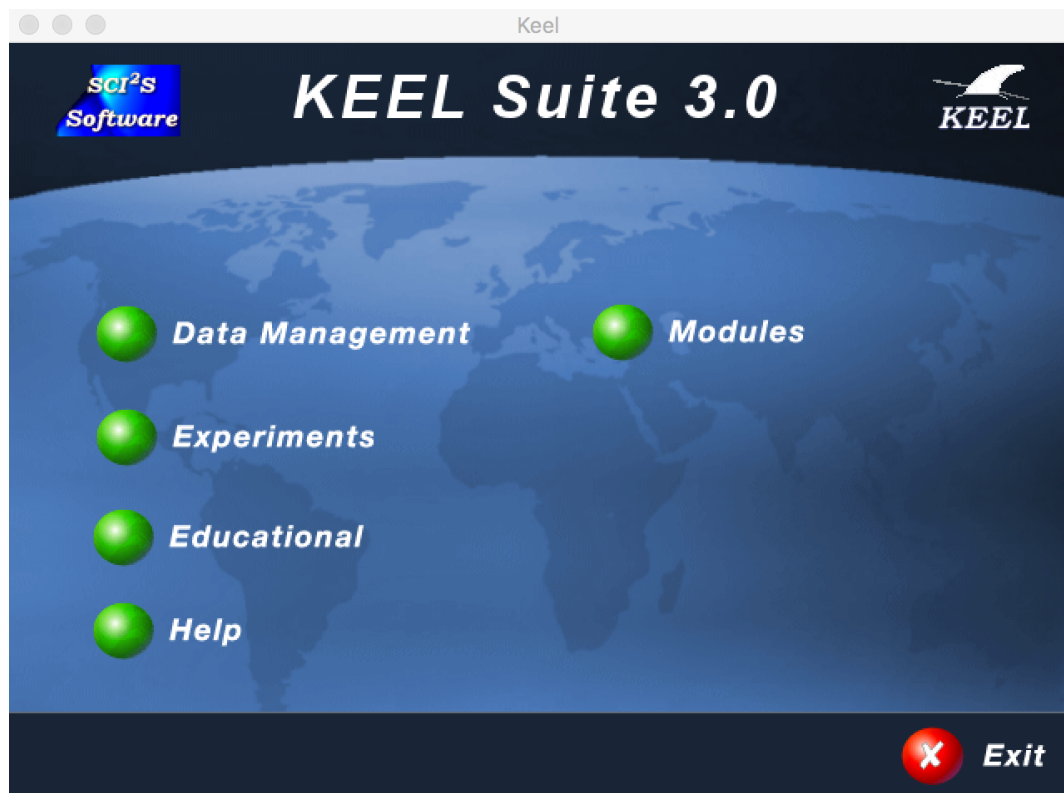 Keel
SCI²S
Software
KEEL Suite 3.0
KEEL
Data Management
Modules
Experiments
Educational
Help
X
Exit